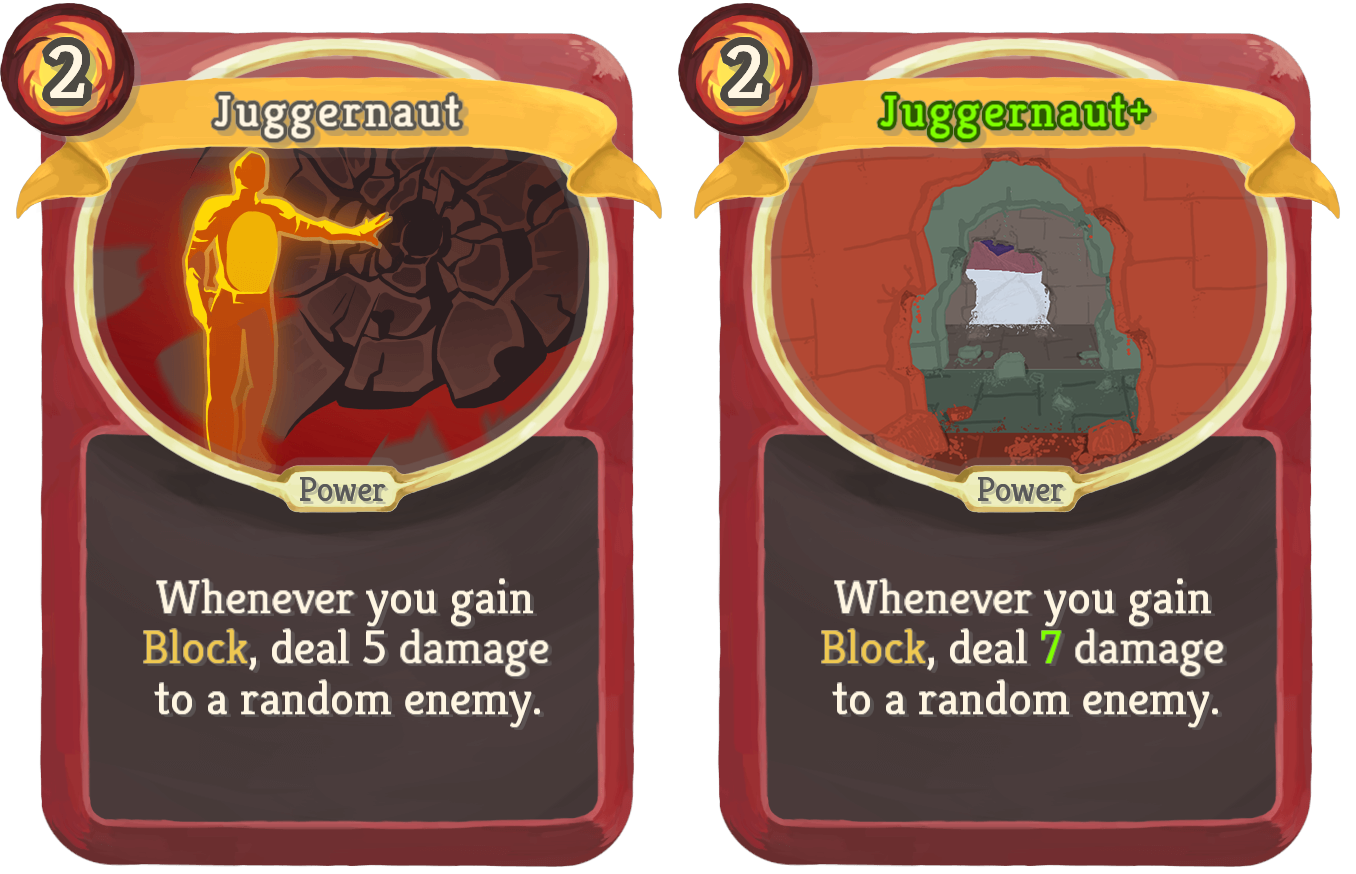 2
Juggernaut
Power
Whenever you gain
Block, deal 5 damage
to a random enemy.
2
Juggernaut+
Power
Whenever you gain
Block, deal 7 damage
to a random enemy.